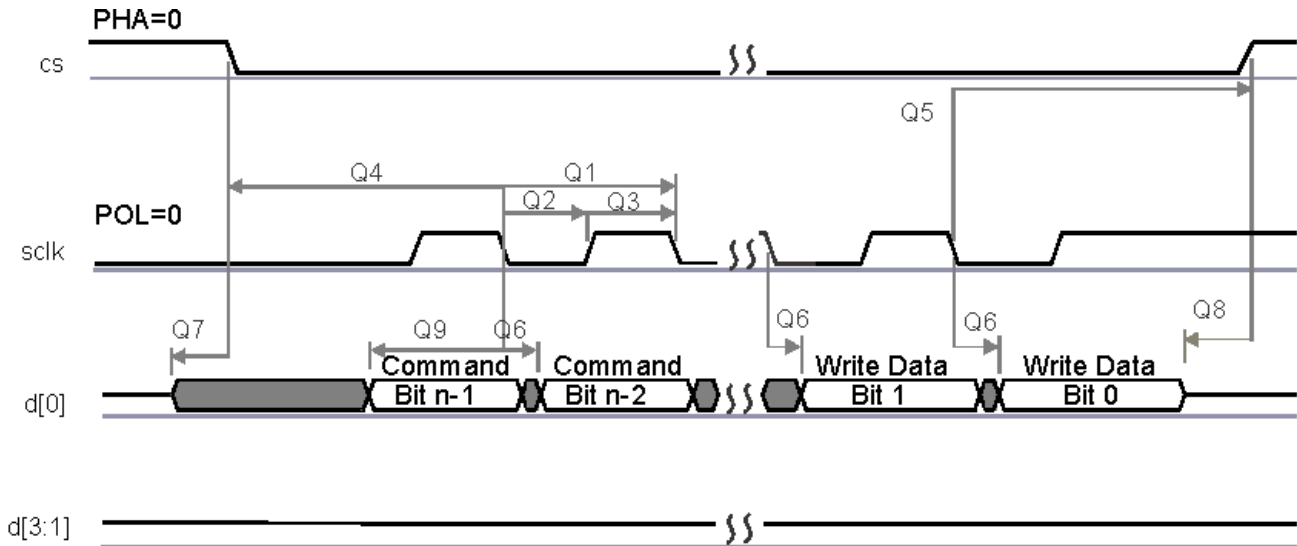 PHA=0
cs
Q5
Q4 Q1
Q2 Q3
POL=0
sclk
Q7 Q9 Q6 Q6 Q6 Q8
Command Command Write Data Write Data
d[0] Bit n-1 Bit n-2 Bit 1 Bit 0
d[3:1]